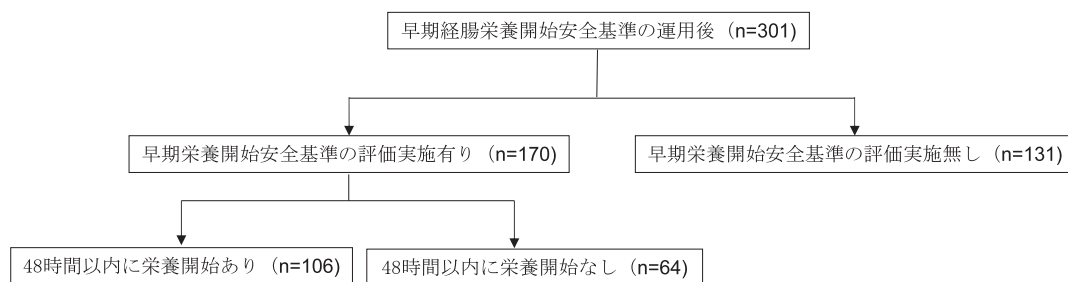 早期経腸栄養開始安全基準の運用後（n=301)
早期栄養開始安全基準の評価実施有り（n=170)
早期栄養開始安全基準の評価実施無し（n=131)
48時間以内に栄養開始あり（n=106)
48時間以内に栄養開始なし（n=64)